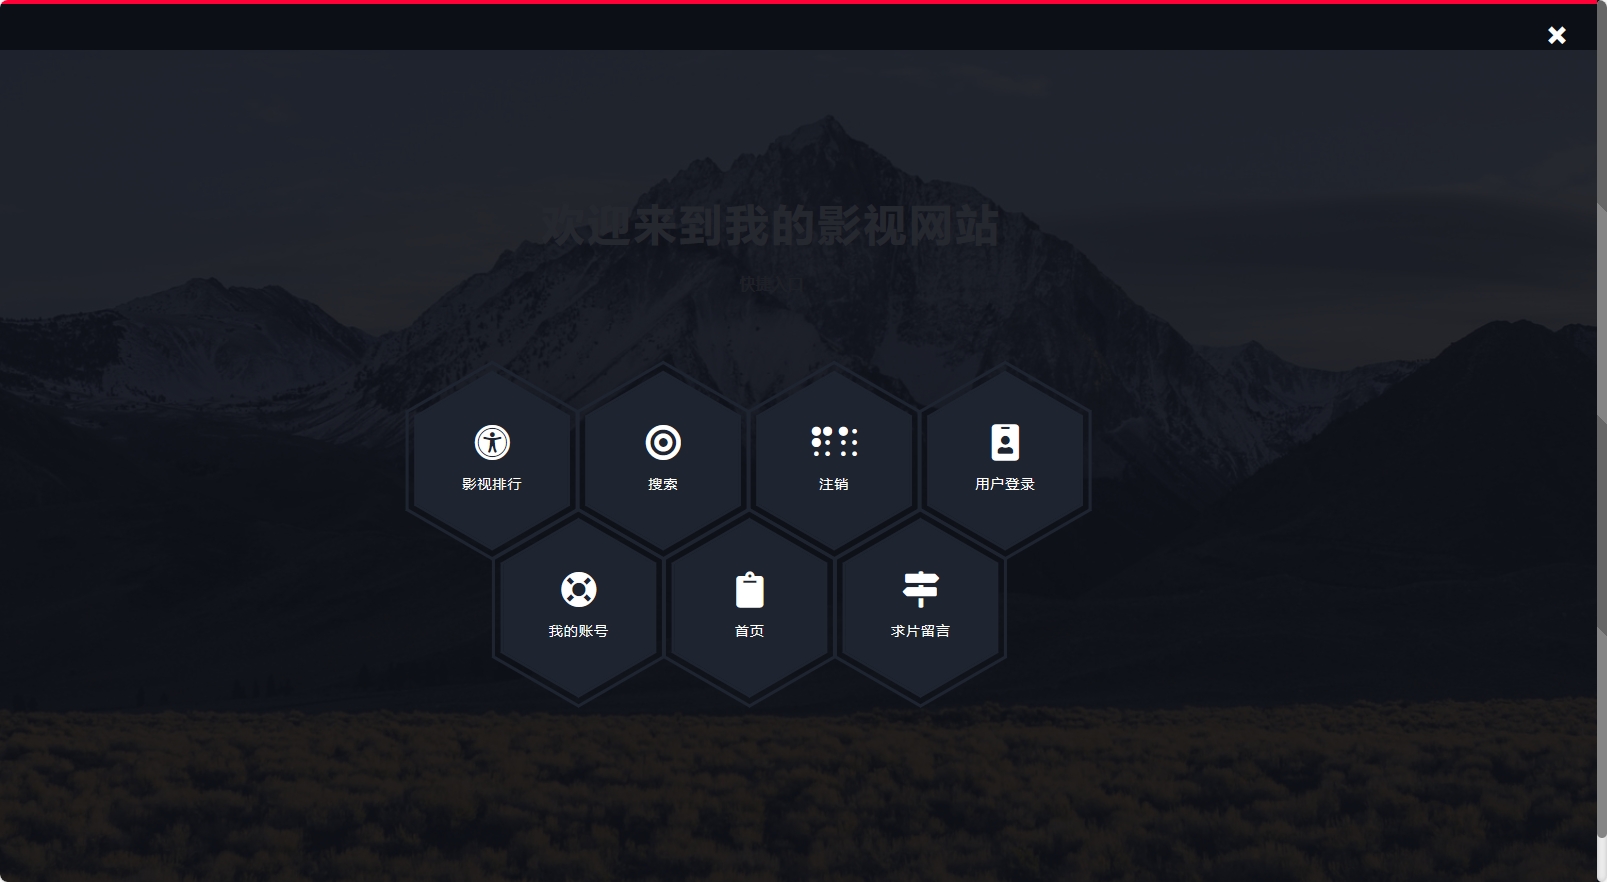 欢迎来到我的影视网站
快捷入口
影视排行
搜索
注销
用户登录
我的账号
首页
求片留言